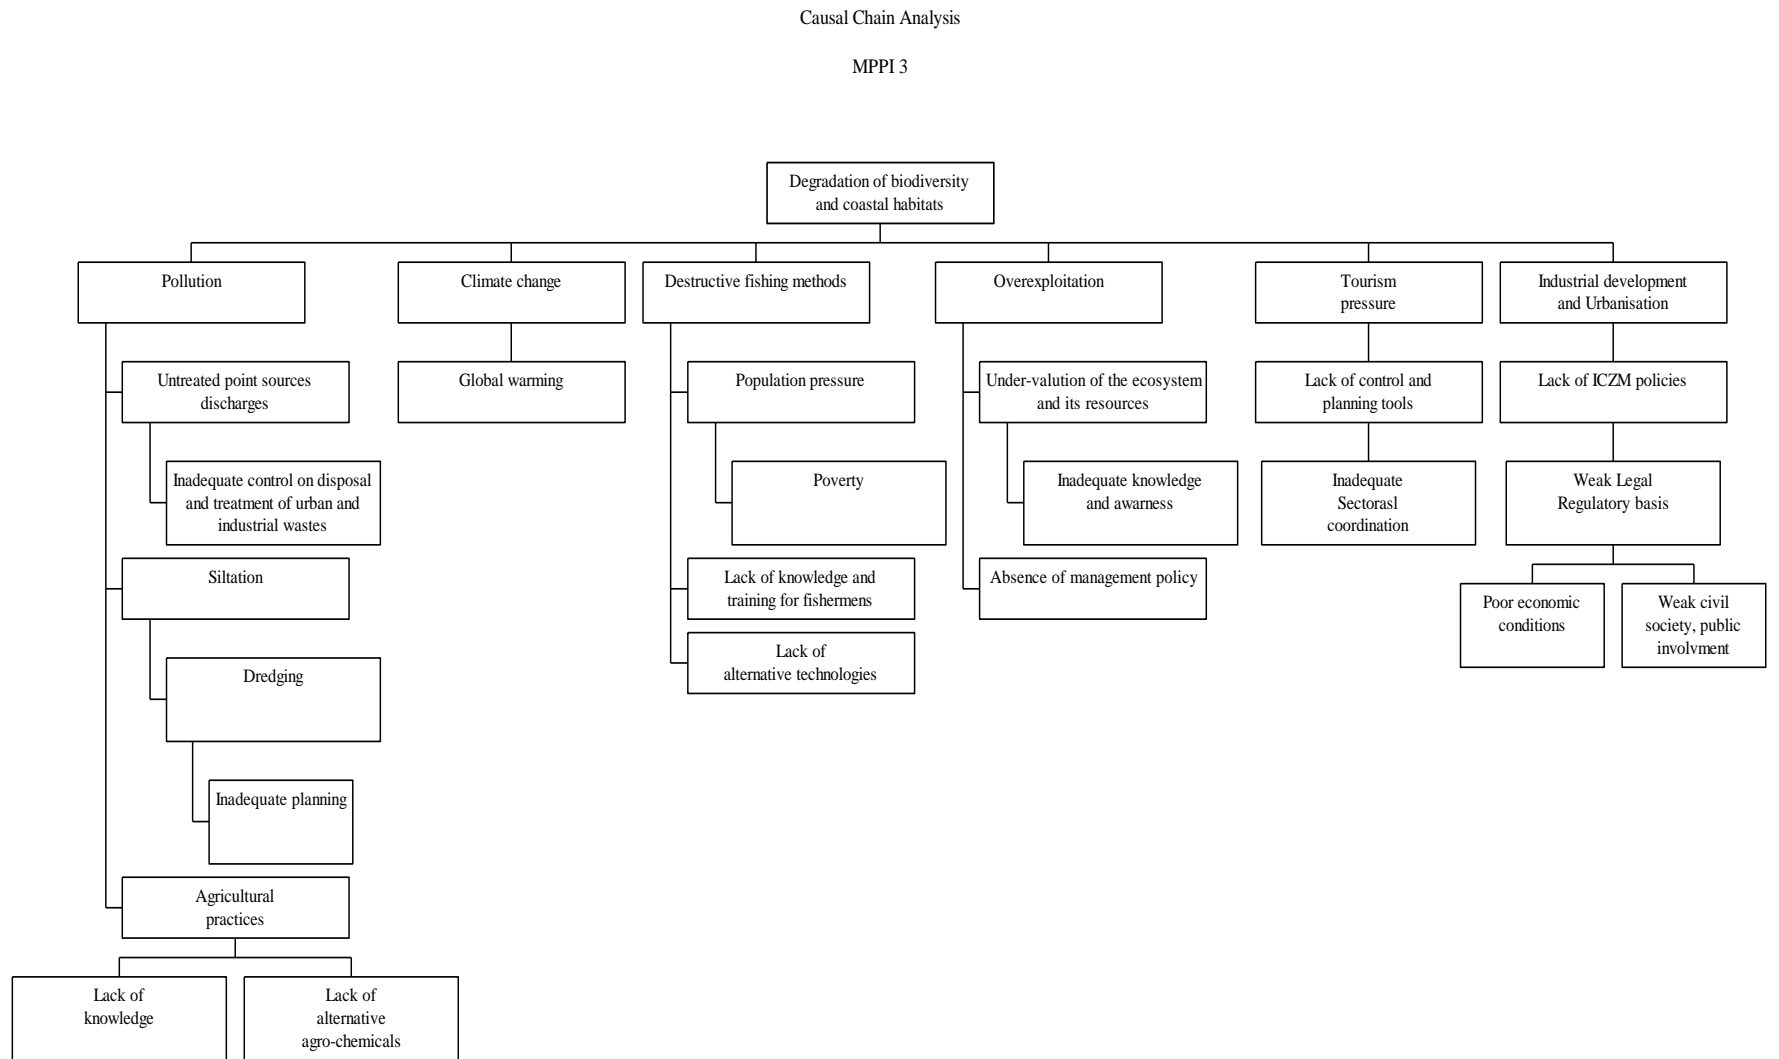 Causal Chain Analysis
MPPI 3
Degradation of biodiversity
and coastal habitats
Pollution
Climate change
Destructive fishing methods
Overexploitation
Tourism
pressure
Industrial development
and Urbanisation
Untreated point sources
discharges
Global warming
Population pressure
Under-valution of the ecosystem
and its resources
Lack of control and
planning tools
Lack of ICZM policies
Inadequate control on disposal
and treatment of urban and
industrial wastes
Poverty
Inadequate knowledge
and awarness
Inadequate
Sectorasl
coordination
Weak Legal
Regulatory basis
Siltation
Lack of knowledge and
training for fishermens
Absence of management policy
Poor economic
conditions
Weak civil
society, public
involvment
Lack of
alternative technologies
Dredging
Inadequate planning
Agricultural
practices
Lack of
knowledge
Lack of
alternative
agro-chemicals